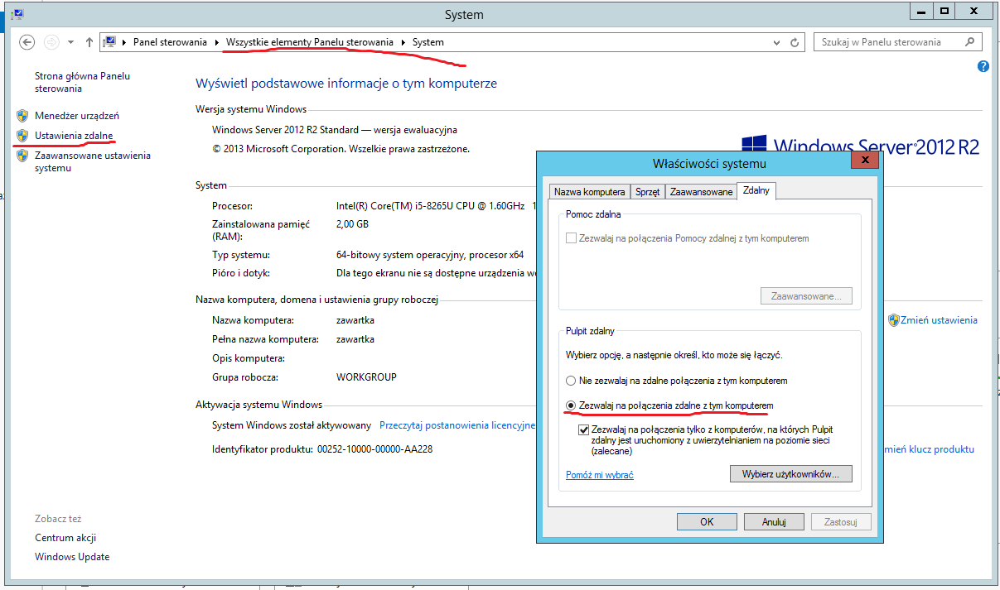 System
Panel sterowania
Wszystkie elementy Panelu sterowania
System
Szukaj w Panelu sterowania
?
Strona główna Panelu
sterowania
Menedżer urządzeń
Ustawienia zdalne
Zaawansowane ustawienia
systemu
Zobacz też
Centrum akcji
Windows Update
Wyświetl podstawowe informacje o tym komputerze
Wersja systemu Windows
Windows Server 2012 R2 Standard — wersja ewaluacyjna
© 2013 Microsoft Corporation. Wszelkie prawa zastrzeżone.
Windows Server 2012 R2
System
Procesor: Intel(R) Core(TM) i5-8265U CPU @ 1.60GHz 1
Zainstalowana pamięć 2,00 GB
(RAM):
Typ systemu: 64-bitowy system operacyjny, procesor x64
Pióro i dotyk: Dla tego ekranu nie są dostępne urządzenia
Nazwa komputera, domena i ustawienia grupy roboczej
Nazwa komputera: zawartka
Zmień ustawienia
Pełna nazwa komputera: zawartka
Opis komputera:
Grupa robocza: WORKGROUP
Aktywacja systemu Windows
System Windows został aktywowany Przeczytaj postanowienia licencyjne
Identyfikator produktu: 00252-10000-00000-AA228
mień klucz produktu
Właściwości systemu
Nazwa komputera Sprzęt Zaawansowane Zdalny
Pomoc zdalna
Zezwalaj na połączenia Pomocy zdalnej z tym komputerem
Zaawansowane...
Pulpit zdalny
Wybierz opcję, a następnie określ, kto może się łączyć.
Nie zezwalaj na zdalne połączenia z tym komputerem
Zezwalaj na połączenia zdalne z tym komputerem
Zezwalaj na połączenia tylko z komputerów, na których Pulpit
zdalny jest uruchomiony z uwierzytelnianiem na poziomie sieci
(zalecane)
Pomóż mi wybrać
Wybierz użytkowników...
OK Anuluj Zastosuj